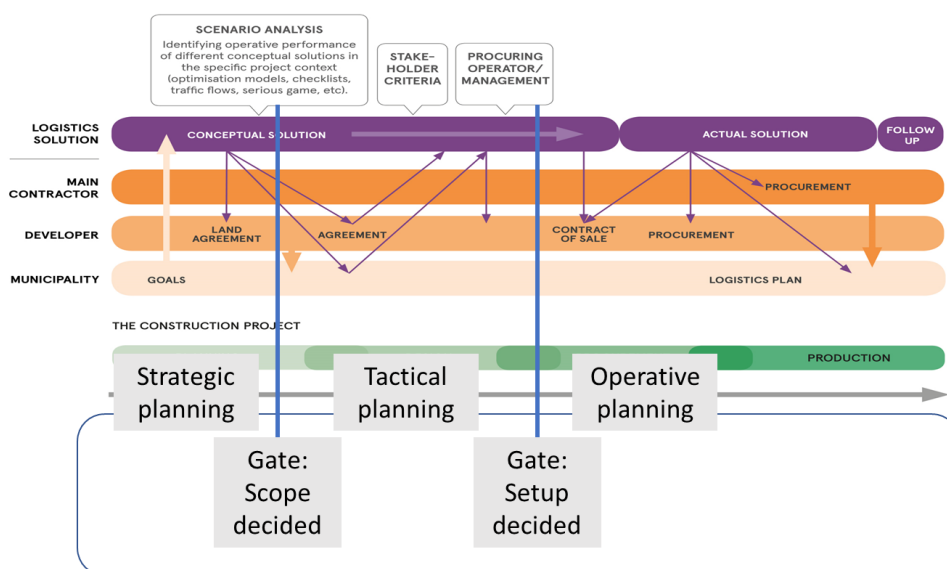 SCENARIO ANALYSIS
Identifying operative performance
of different conceptual solutions in
the specific project context
(optimisation models, checklists,
traffic flows, serious game, etc).
STAKE-
HOLDER
CRITERIA
PROCURING
OPERATOR/
MANAGEMENT
LOGISTICS
SOLUTION
CONCEPTUAL SOLUTION
ACTUAL SOLUTION
FOLLOW
UP
MAIN
CONTRACTOR
PROCUREMENT
DEVELOPER
LAND
AGREEMENT
AGREEMENT
CONTRACT
OF SALE
PROCUREMENT
MUNICIPALITY
GOALS
LOGISTICS PLAN
THE CONSTRUCTION PROJECT
PRODUCTION
Strategic
planning
Tactical
planning
Operative
planning
Gate:
Scope
decided
Gate:
Setup
decided